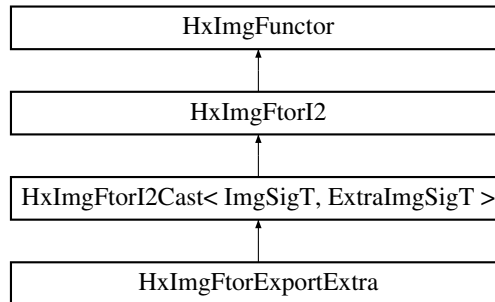 HxImgFunctor
HxImgFtorI2
HxImgFtorI2Cast< ImgSigT, ExtraImgSigT >
HxImgFtorExportExtra